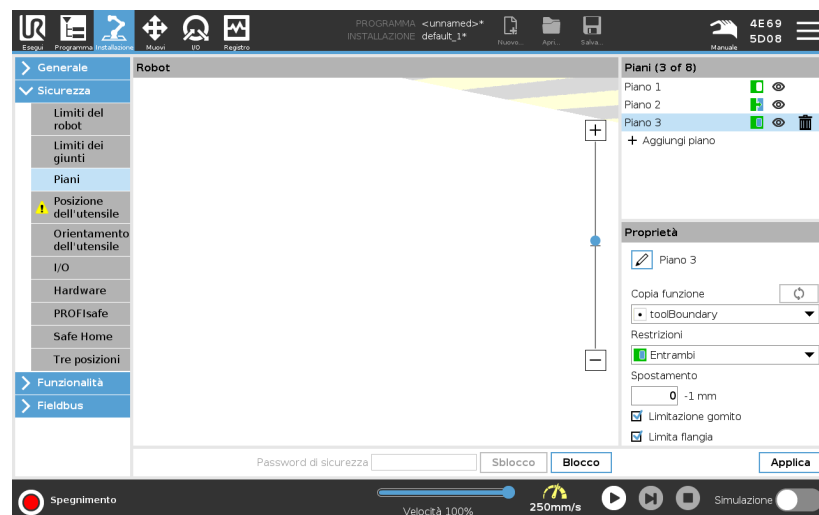 PROGRAMMA <unnamed>*
INSTALLAZIONE default_1*
Esegui
Programma
Installazione
Muovi
I/O
Registro
Nuovo...
Apri...
Salva...
Manuale
4E69
5D08
Generale
Sicurezza
Limiti del
robot
Limiti dei
giunti
Piani
Posizione
dell'utensile
Orientamento
dell'utensile
I/O
Hardware
PROFIsafe
Safe Home
Tre posizioni
Funzionalità
Fieldbus
Robot
Piani (3 of 8)
Piano 1
Piano 2
Piano 3
+ Aggiungi piano
Proprietà
Piano 3
Copia funzione
toolBoundary
Restrizioni
Entrambi
Spostamento
0 -1 mm
Limitazione gomito
Limita flangia
Password di sicurezza
Sblocco
Blocco
Applica
Spegnimento
Velocità 100%
250mm/s
Simulazione